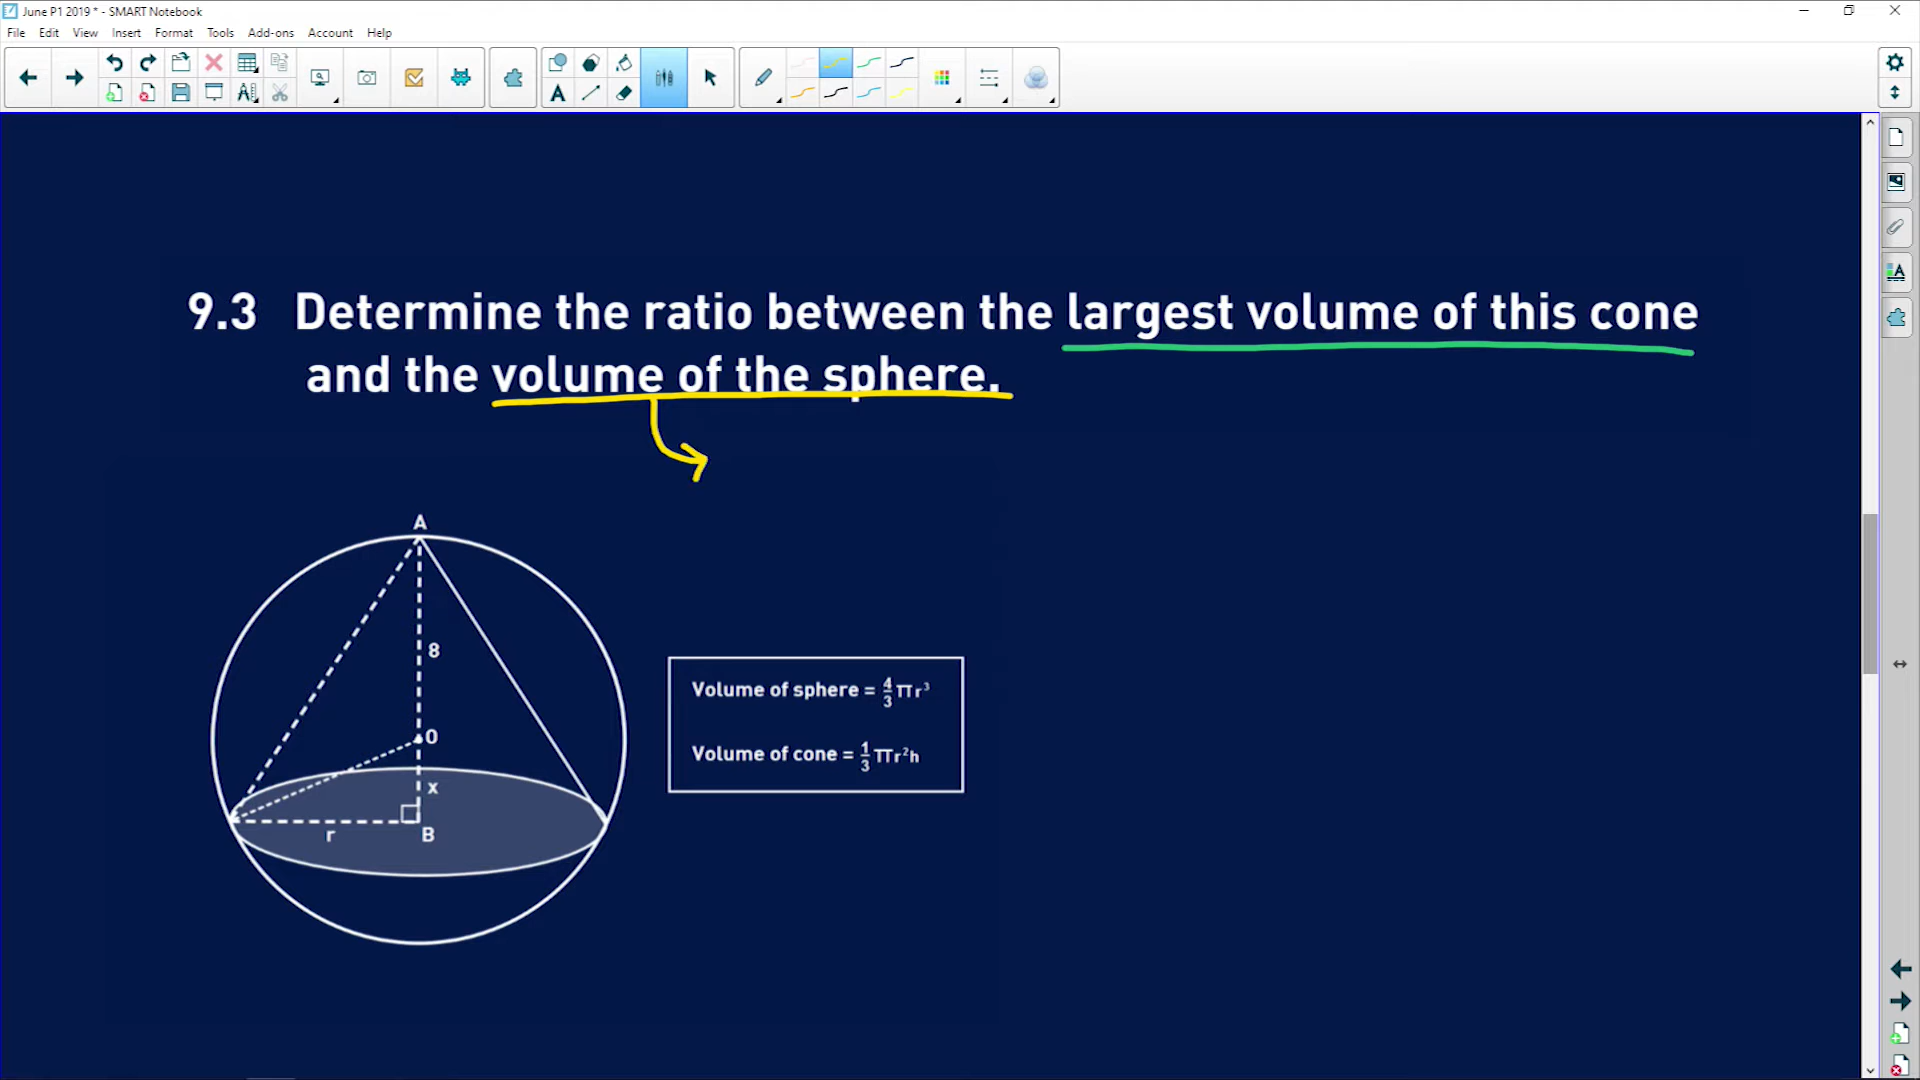 June P1 2019 * - SMART Notebook
File Edit View Insert Format Tools Add-ons Account Help
9.3 Determine the ratio between the largest volume of this cone
and the volume of the sphere.
A
8
O
x
r
B
Volume of sphere = 4/3 πr³
Volume of cone = 1/3 πr²h